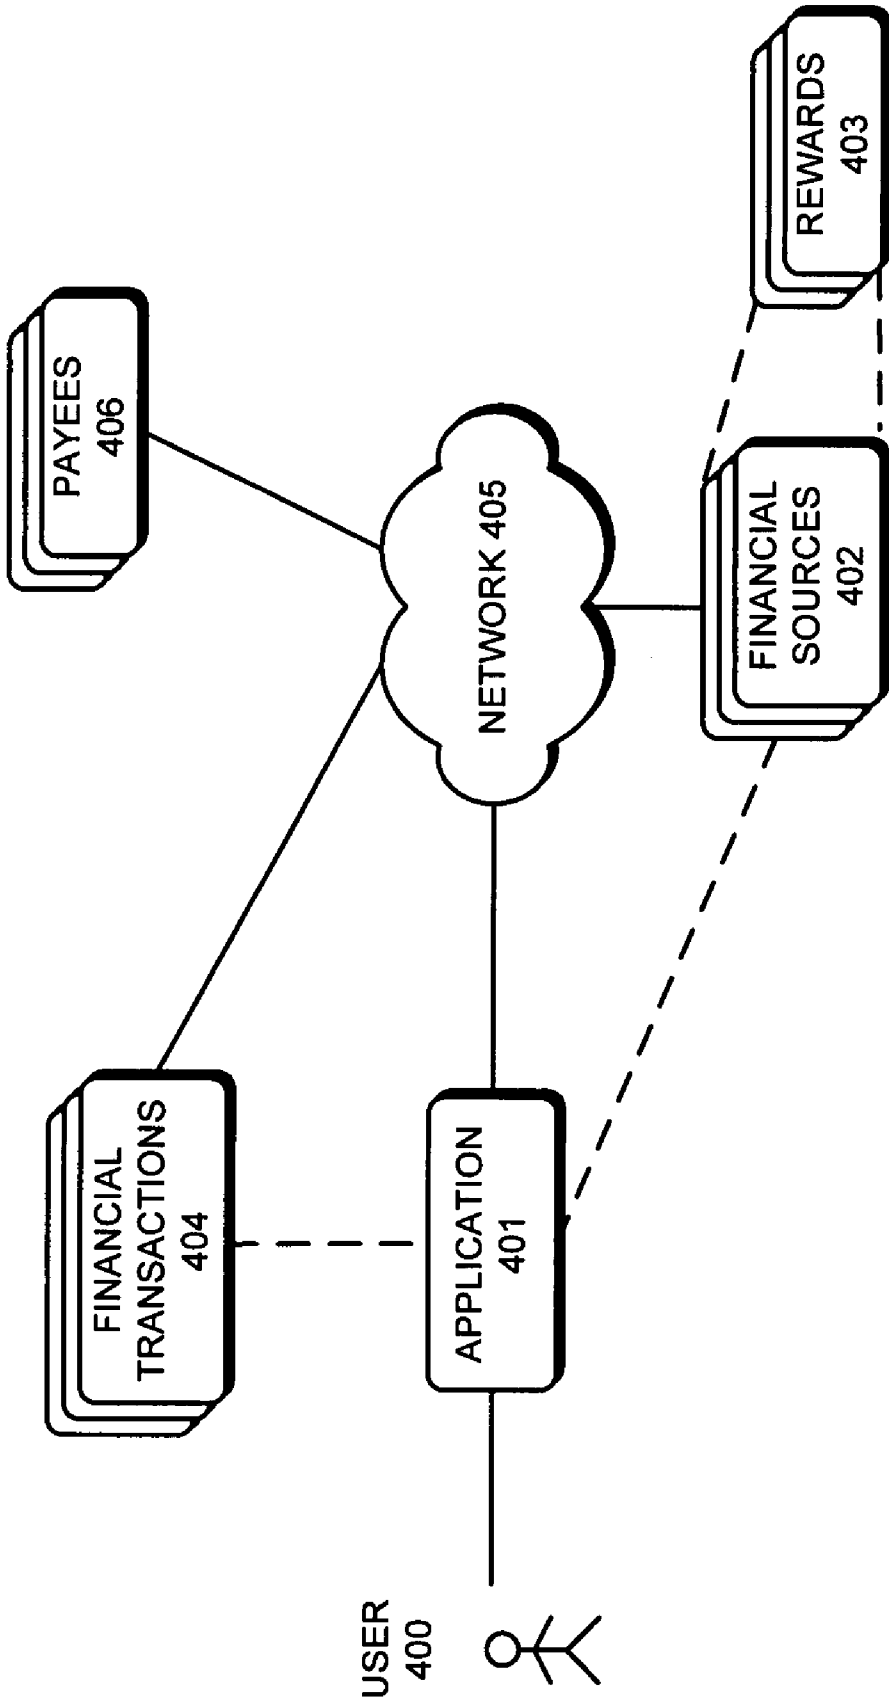 USER
400
FINANCIAL
TRANSACTIONS
404
APPLICATION
401
PAYEES
406
NETWORK 405
FINANCIAL
SOURCES
402
REWARDS
403